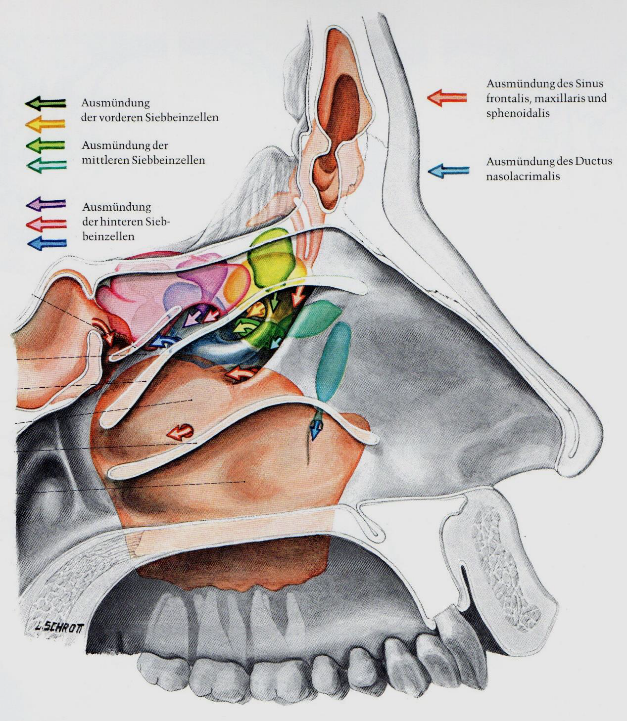 Ausmündung
der vorderen Siebbeinzellen
Ausmündung der
mittleren Siebbeinzellen
Ausmündung
der hinteren Sieb-
beinzellen
Ausmündung des Sinus
frontalis, maxillaris und
sphenoidalis
Ausmündung des Ductus
nasolacrimalis
L.SCHROTT